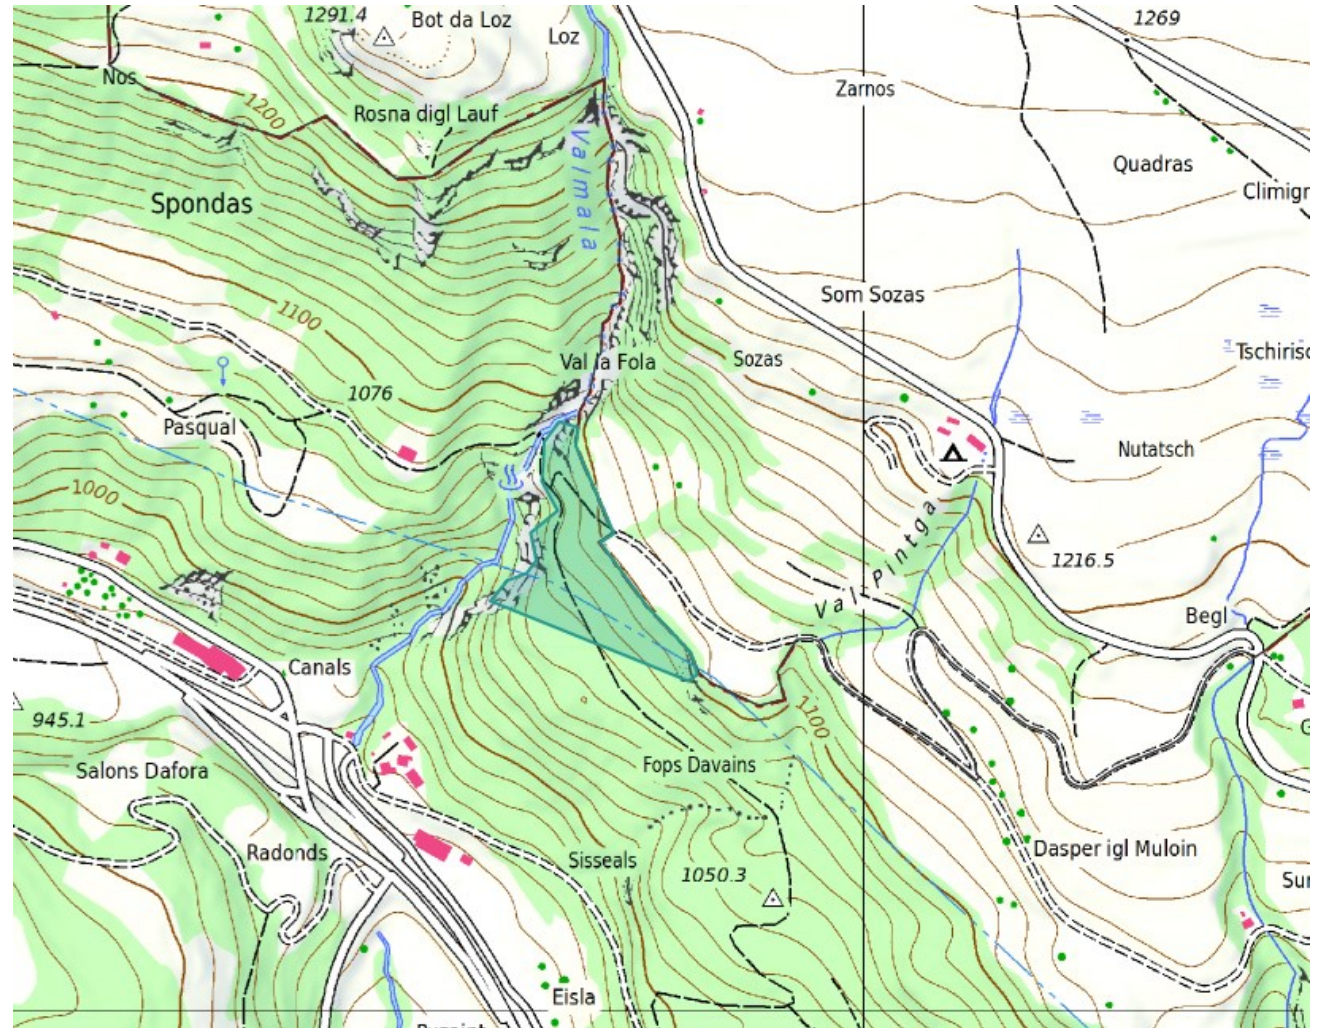 1291.4
Bot da Loz
Loz
1269
Nos
1200
Rosna digl Lauf
Valmala
Zarnos
Quadras
Spondas
Som Sozas
1100
Tschiris
Val la Fola
Sozas
1076
Pasqual
Nutatsch
1000
Val Pintga
1216.5
Begl
Canals
945.1
1100
Salons Dafora
Fops Davains
Radonds
Sisseals
1050.3
Dasper igl Muloin
Eisla